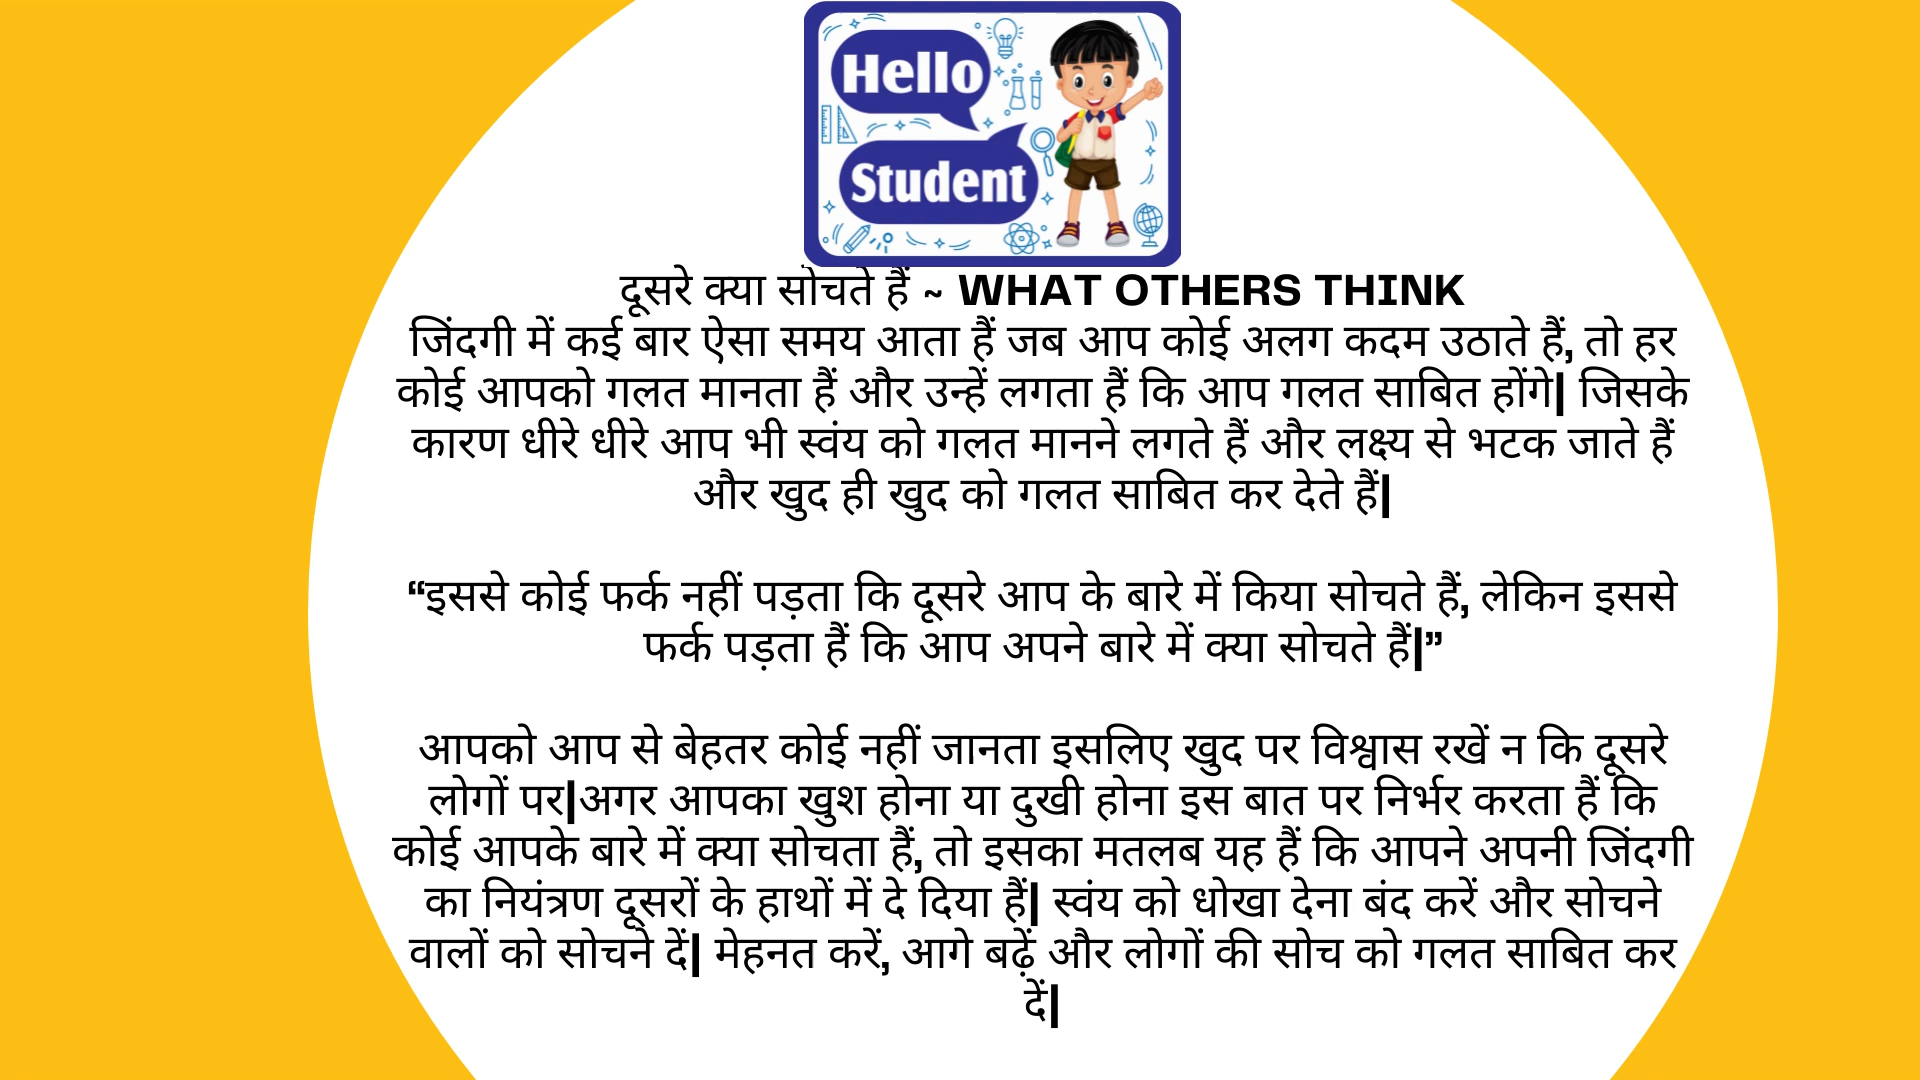 Hello
Student
दूसरे क्या सोचते हैं ~ WHAT OTHERS THINK
जिंदगी में कई बार ऐसा समय आता हैं जब आप कोई अलग कदम उठाते हैं, तो हर
कोई आपको गलत मानता हैं और उन्हें लगता हैं कि आप गलत साबित होंगे| जिसके
कारण धीरे धीरे आप भी स्वंय को गलत मानने लगते हैं और लक्ष्य से भटक जाते हैं
और खुद ही खुद को गलत साबित कर देते हैं|
“इससे कोई फर्क नहीं पड़ता कि दूसरे आप के बारे में किया सोचते हैं, लेकिन इससे
फर्क पड़ता हैं कि आप अपने बारे में क्या सोचते हैं|”
आपको आप से बेहतर कोई नहीं जानता इसलिए खुद पर विश्वास रखें न कि दूसरे
लोगों पर|अगर आपका खुश होना या दुखी होना इस बात पर निर्भर करता हैं कि
कोई आपके बारे में क्या सोचता हैं, तो इसका मतलब यह हैं कि आपने अपनी जिंदगी
का नियंत्रण दूसरों के हाथों में दे दिया हैं| स्वंय को धोखा देना बंद करें और सोचने
वालों को सोचने दें| मेहनत करें, आगे बढ़ें और लोगों की सोच को गलत साबित कर
दें|